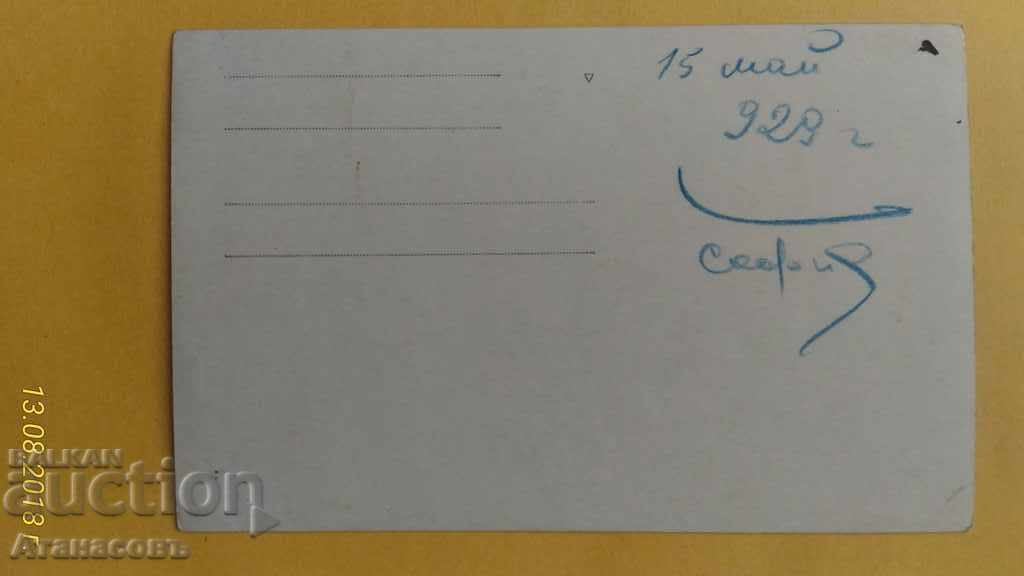 15 май
929 г
София
13.08.2018 г
BALKAN
auction
Атанасовъ